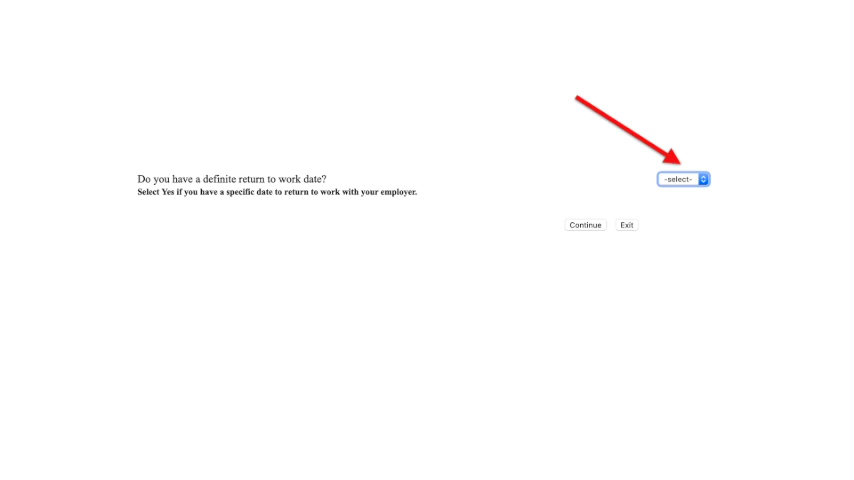 Do you have a definite return to work date?
-select-
Select Yes if you have a specific date to return to work with your employer.
Continue Exit